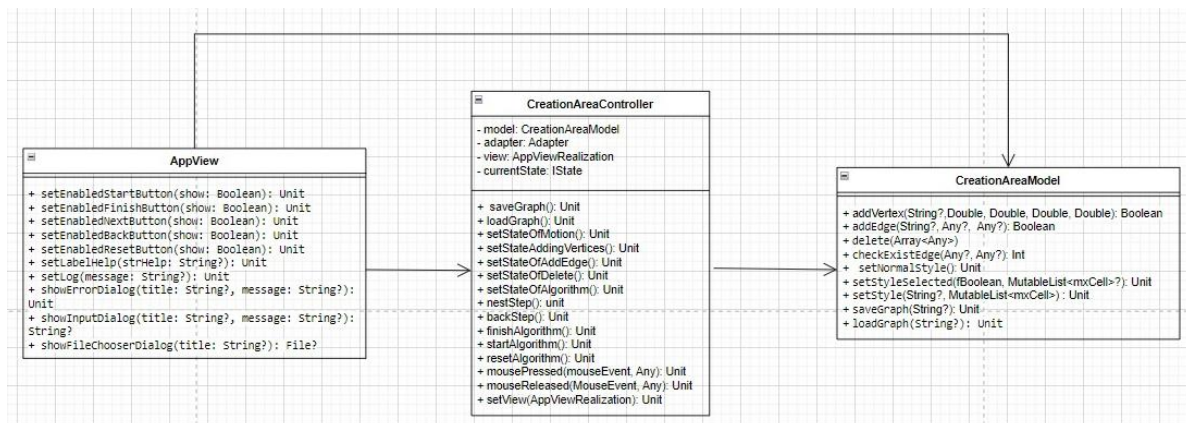 AppView
+ setEnabledStartButton(show: Boolean): Unit
+ setEnabledFinishButton(show: Boolean): Unit
+ setEnabledNextButton(show: Boolean): Unit
+ setEnabledBackButton(show: Boolean): Unit
+ setEnabledResetButton(show: Boolean): Unit
+ setLabelHelp(strHelp: String?): Unit
+ setLog(message: String?): Unit
+ showErrorDialog(title: String?, message: String?):
Unit
+ showInputDialog(title: String?, message: String?):
String?
+ showFileChooserDialog(title: String?): File?
CreationAreaController
- model: CreationAreaModel
- adapter: Adapter
- view: AppViewRealization
- currentState: IState
+ saveGraph(): Unit
+ loadGraph(): Unit
+ setStateOfMotion(): Unit
+ setStateAddingVertices(): Unit
+ setStateOfAddEdge(): Unit
+ setStateOfDelete(): Unit
+ setStateOfAlgorithm(): Unit
+ nestStep(): unit
+ backStep(): Unit
+ finishAlgorithm(): Unit
+ startAlgorithm(): Unit
+ resetAlgorithm(): Unit
+ mousePressed(mouseEvent, Any): Unit
+ mouseReleased(MouseEvent, Any): Unit
+ setView(AppViewRealization): Unit
CreationAreaModel
+ addVertex(String?,Double, Double, Double, Double): Boolean
+ addEdge(String?, Any?, Any?): Boolean
+ delete(Array<Any>)
+ checkExistEdge(Any?, Any?): Int
+ setNormalStyle(): Unit
+ setStyleSelected(fBoolean, MutableList<mxCell>?): Unit
+ setStyle(String?, MutableList<mxCell>) : Unit
+ saveGraph(String?): Unit
+ loadGraph(String?): Unit